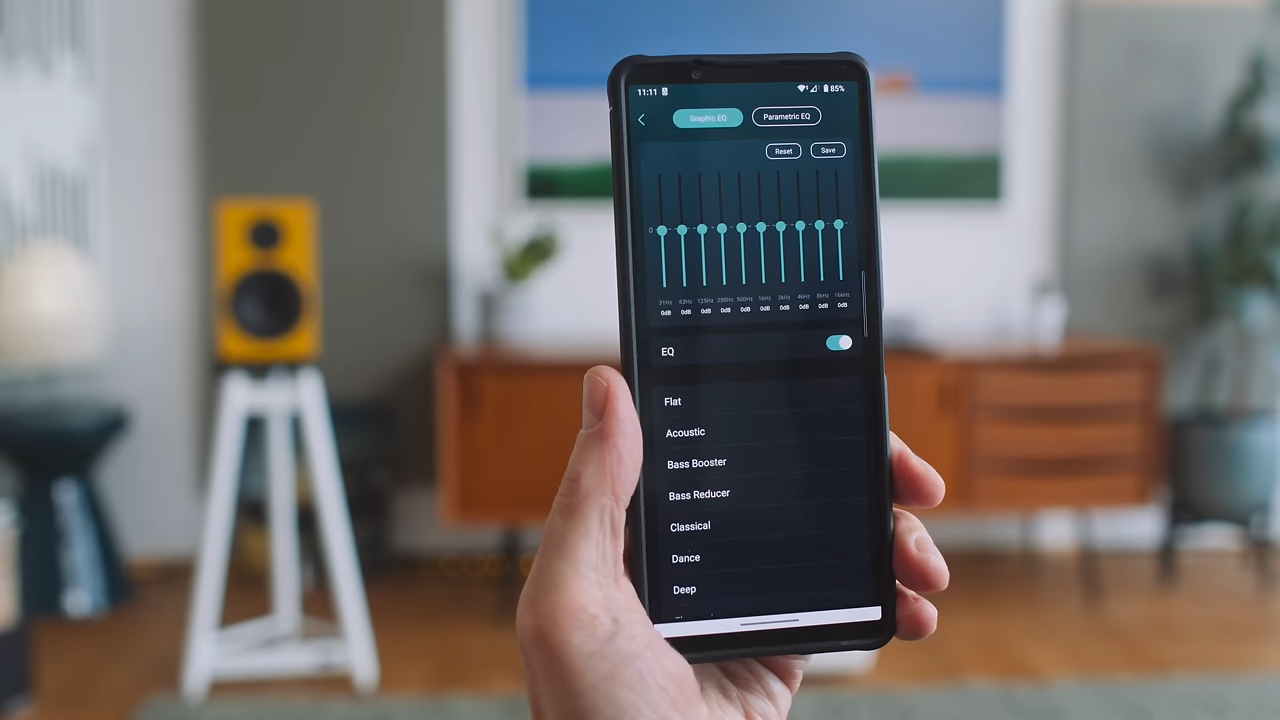 11:11 85%
Graphic EQ Parametric EQ
Reset Save
0
31Hz 63Hz 125Hz 250Hz 500Hz 1kHz 2kHz 4kHz 8kHz 16kHz
0dB 0dB 0dB 0dB 0dB 0dB 0dB 0dB 0dB 0dB
EQ
Flat
Acoustic
Bass Booster
Bass Reducer
Classical
Dance
Deep